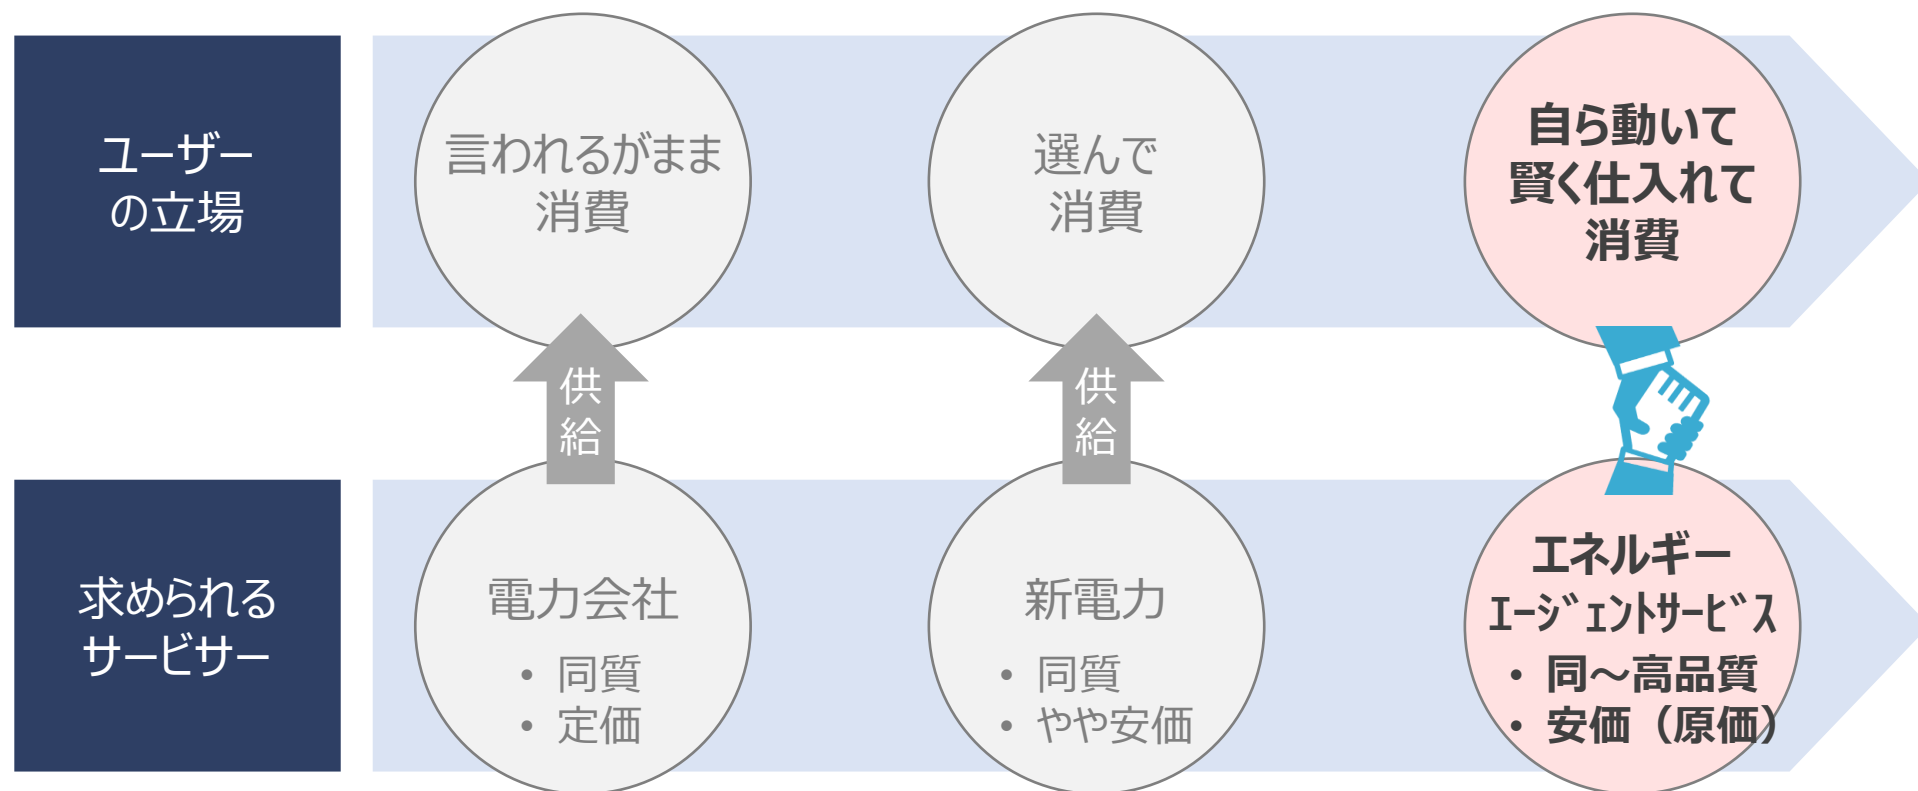 ユーザー
の立場
言われるがまま
消費
選んで
消費
自ら動いて
賢く仕入れて
消費
供
給
供
給
求められる
サービサー
電力会社
• 同質
• 定価
新電力
• 同質
• やや安価
エネルギー
ｴｰｼﾞｪﾝﾄｻｰﾋﾞｽ
• 同～高品質
• 安価（原価）